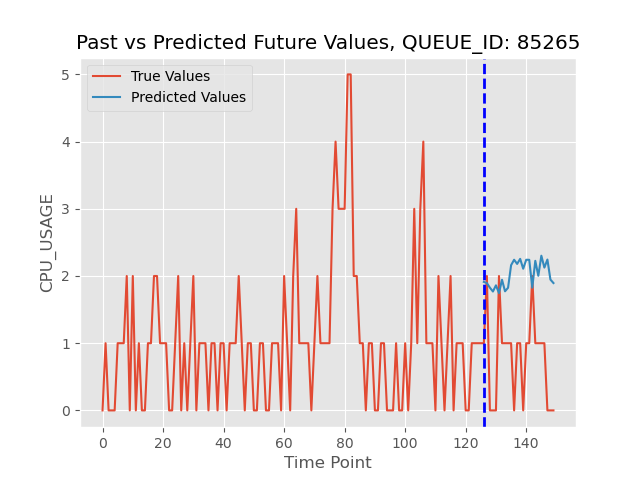 Past vs Predicted Future Values, QUEUE_ID: 85265
True Values
Predicted Values
5
4
3
2
1
0
CPU_USAGE
0 20 40 60 80 100 120 140
Time Point